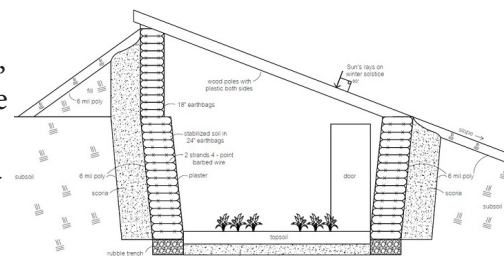 ,
e
wood poles with
plastic both sides
Sun's rays on
winter solstice
fill
6 mil poly
18" earthbags
stabilized soil in
24" earthbags
2 strands 4 - point
barbed wire
plaster
6 mil poly
subsoil
scoria
door
slope
6 mil poly
scoria
subsoil
topsoil
rubble trench